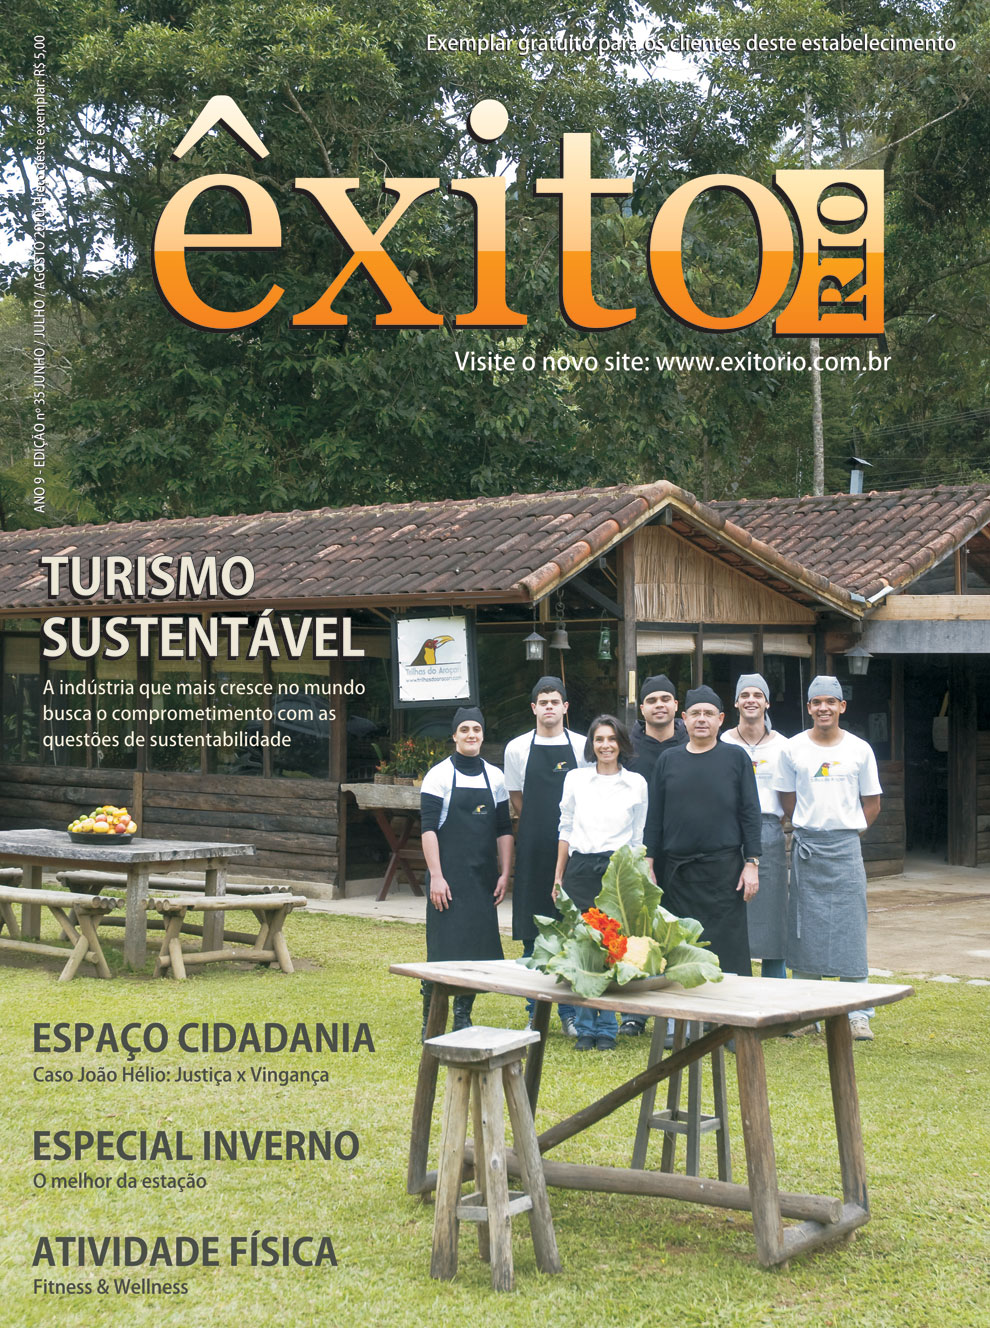 Exemplar gratuito para os clientes deste estabelecimento
êxito RIO
Visite o novo site: www.exitorio.com.br
ANO 9 - EDIÇÃO nº 35 JUNHO / JULHO / AGOSTO 2010 Preço deste exemplar: R$ 5,00
TURISMO
SUSTENTÁVEL
A indústria que mais cresce no mundo
busca o comprometimento com as
questões de sustentabilidade
Trilhas do Araçari
www.trilhasdoaracari.com
ESPAÇO CIDADANIA
Caso João Hélio: Justiça x Vingança
ESPECIAL INVERNO
O melhor da estação
ATIVIDADE FÍSICA
Fitness & Wellness